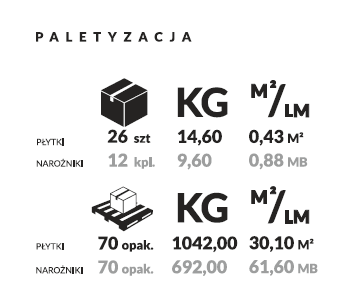 PALETYZACJA
KG M²/LM
PŁYTKI 26 szt 14,60 0,43 M²
NAROŻNIKI 12 kpl. 9,60 0,88 MB
KG M²/LM
PŁYTKI 70 opak. 1042,00 30,10 M²
NAROŻNIKI 70 opak. 692,00 61,60 MB